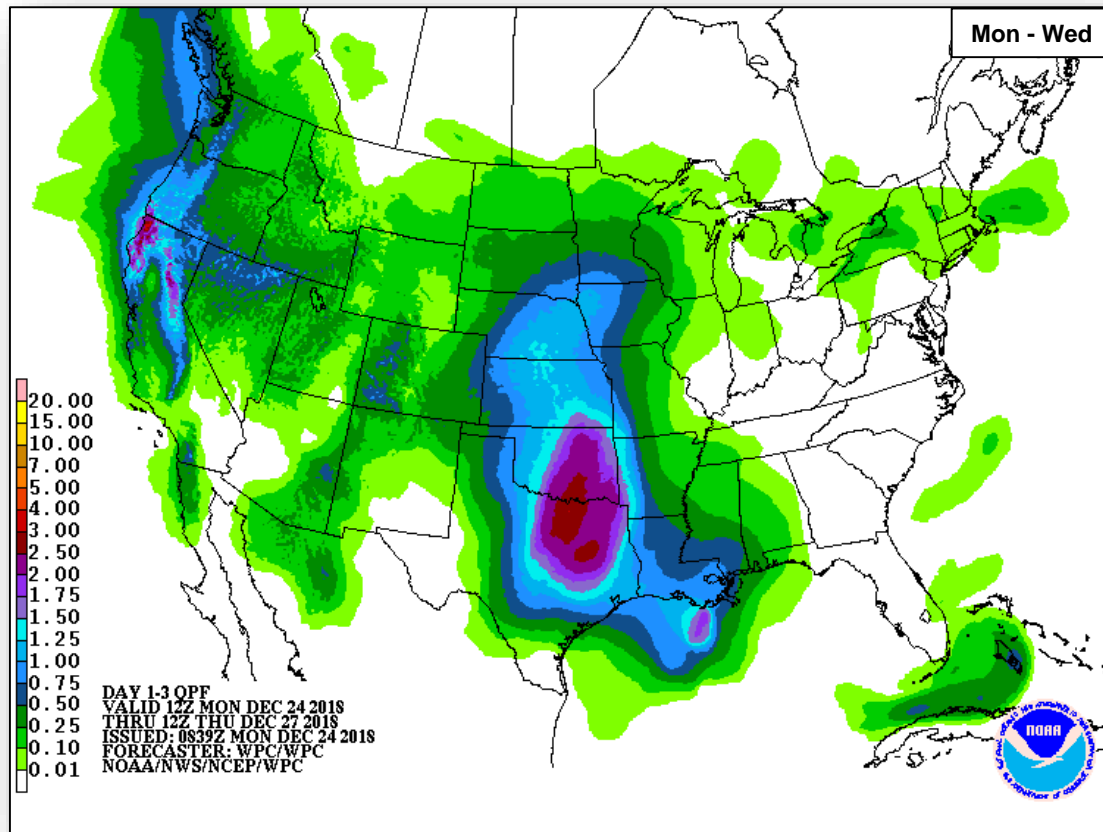 Mon - Wed
20.00
15.00
10.00
7.00
5.00
4.00
3.00
2.50
2.00
1.75
1.50
1.25
1.00
0.75
0.50
0.25
0.10
0.01
DAY 1-3 QPF
VALID 12Z MON DEC 24 2018
THRU 12Z THU DEC 27 2018
ISSUED: 0839Z MON DEC 24 2018
FORECASTER: WPC/WPC
NOAA/NWS/NCEP/WPC
NOAA